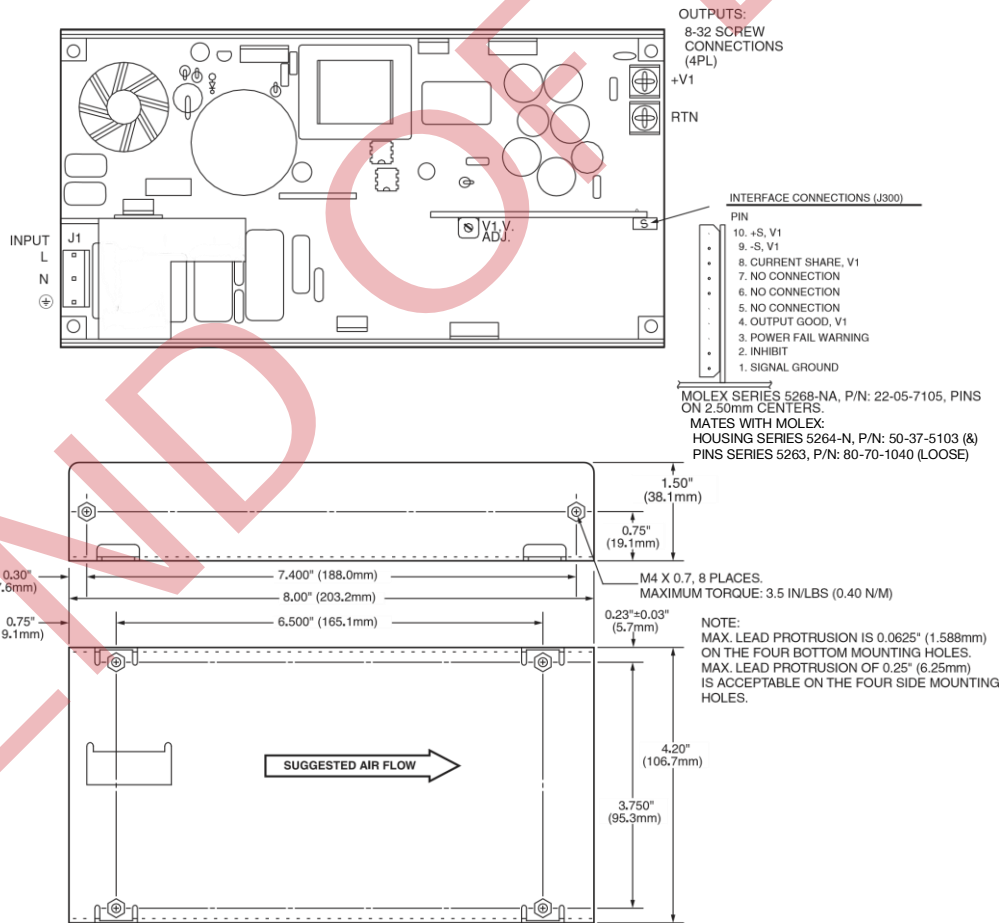 OUTPUTS:
8-32 SCREW
CONNECTIONS
(4PL)
+V1
RTN
INTERFACE CONNECTIONS (J300)
PIN
10. +S, V1
9. -S, V1
8. CURRENT SHARE, V1
7. NO CONNECTION
6. NO CONNECTION
5. NO CONNECTION
4. OUTPUT GOOD, V1
3. POWER FAIL WARNING
2. INHIBIT
1. SIGNAL GROUND
S
V1,V.
ADJ.
INPUT
J1
L
N
MOLEX SERIES 5268-NA, P/N: 22-05-7105, PINS
ON 2.50mm CENTERS.
MATES WITH MOLEX:
HOUSING SERIES 5264-N, P/N: 50-37-5103 (&)
PINS SERIES 5263, P/N: 80-70-1040 (LOOSE)
1.50"
(38.1mm)
0.75"
(19.1mm)
0.30"
7.6mm)
7.400" (188.0mm)
8.00" (203.2mm)
M4 X 0.7, 8 PLACES.
MAXIMUM TORQUE: 3.5 IN/LBS (0.40 N/M)
0.75"
9.1mm)
6.500" (165.1mm)
0.23"±0.03"
(5.7mm)
NOTE:
MAX. LEAD PROTRUSION IS 0.0625" (1.588mm)
ON THE FOUR BOTTOM MOUNTING HOLES.
MAX. LEAD PROTRUSION OF 0.25" (6.25mm)
IS ACCEPTABLE ON THE FOUR SIDE MOUNTING
HOLES.
SUGGESTED AIR FLOW
4.20"
(106.7mm)
3.750"
(95.3mm)
END OF L